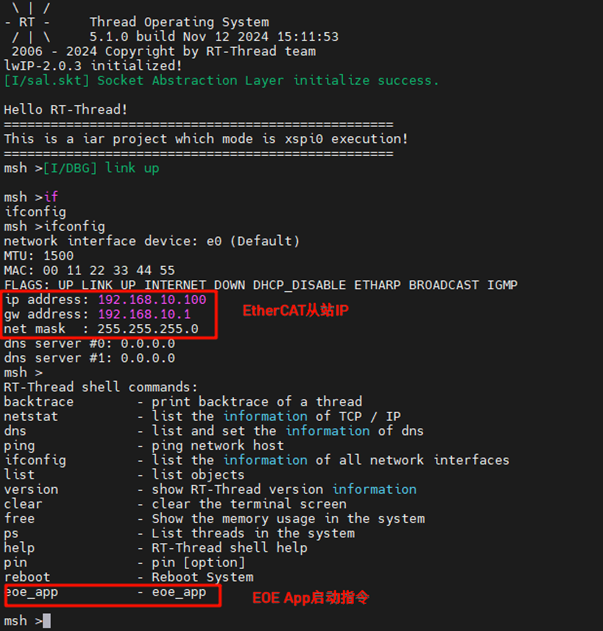 \ | /
- RT -     Thread Operating System
/ | \     5.1.0 build Nov 12 2024 15:11:53
2006 - 2024 Copyright by RT-Thread team
lwIP-2.0.3 initialized!
[I/sal.skt] Socket Abstraction Layer initialize success.
Hello RT-Thread!
==================================================
This is a iar project which mode is xspi0 execution!
==================================================
msh >[I/DBG] link up
msh >if
ifconfig
msh >ifconfig
network interface device: e0 (Default)
MTU: 1500
MAC: 00 11 22 33 44 55
FLAGS: UP LINK_UP INTERNET_DOWN DHCP_DISABLE ETHARP BROADCAST IGMP
ip address: 192.168.10.100
gw address: 192.168.10.1
EtherCAT从站IP
net mask  : 255.255.255.0
dns server #0: 0.0.0.0
dns server #1: 0.0.0.0
msh >
RT-Thread shell commands:
backtrace        - print backtrace of a thread
netstat          - list the information of TCP / IP
dns              - list and set the information of dns
ping             - ping network host
ifconfig         - list the information of all network interfaces
list             - list objects
version          - show RT-Thread version information
clear            - clear the terminal screen
free             - Show the memory usage in the system
ps               - List threads in the system
help             - RT-Thread shell help
pin              - pin [option]
reboot           - Reboot System
eoe_app          - eoe_app
EOE App启动指令
msh >